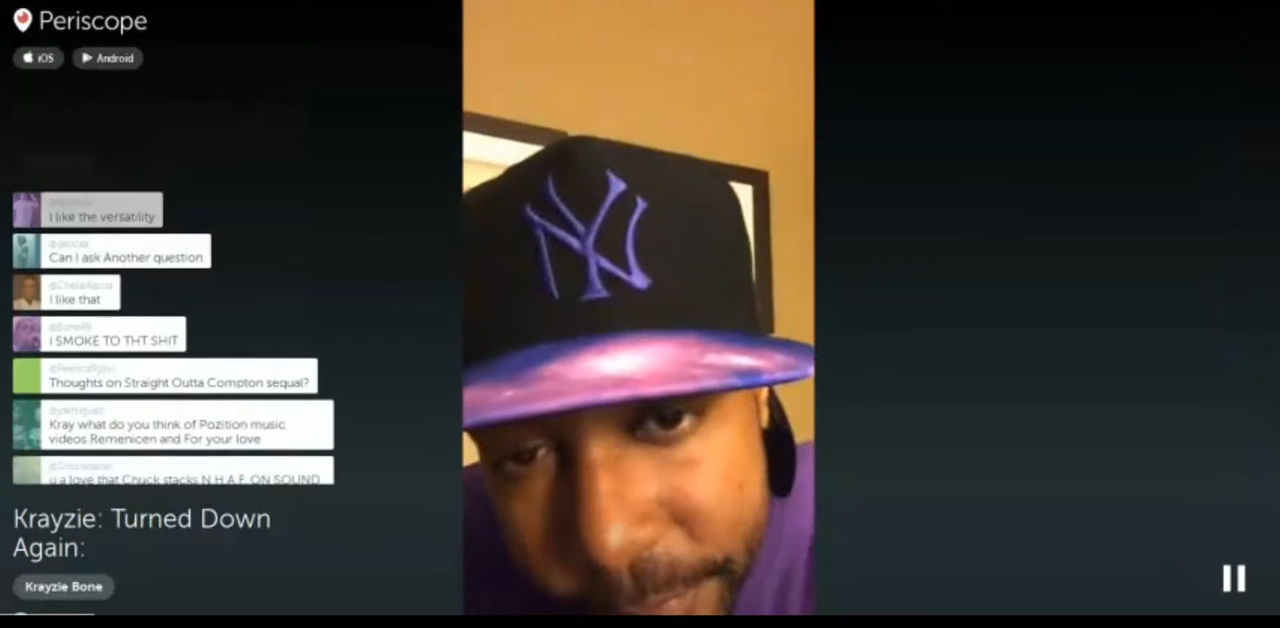 Periscope
iOS
Android
I like the versatility
Can I ask Another question
I like that
I SMOKE TO THT SHIT
Thoughts on Straight Outta Compton sequal?
Kray what do you think of Pozition music
videos Remenicen and For your love
u a love that Chuck stacks N.H.A.F. ON SOUND
NY
Krayzie: Turned Down
Again:
Krayzie Bone